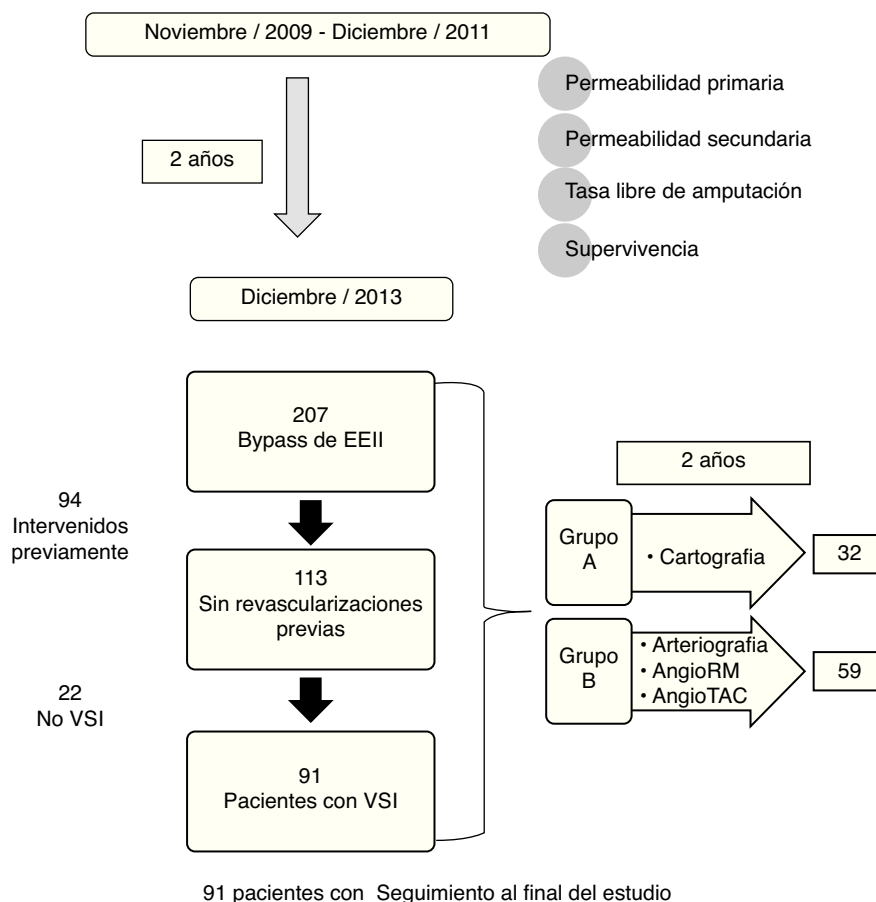 Noviembre / 2009 - Diciembre / 2011
2 años
Permeabilidad primaria
Permeabilidad secundaria
Tasa libre de amputación
Supervivencia
Diciembre / 2013
207
Bypass de EEII
94
Intervenidos
previamente
113
Sin revascularizaciones
previas
22
No VSI
91
Pacientes con VSI
2 años
Grupo
A
• Cartografia
32
Grupo
B
• Arteriografia
• AngioRM
• AngioTAC
59
91 pacientes con Seguimiento al final del estudio